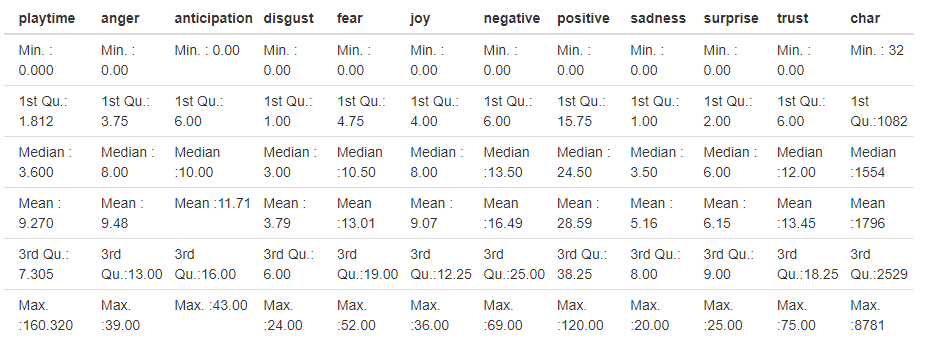 playtime anger anticipation disgust fear joy negative positive sadness surprise trust char
Min. : Min. : Min. : 0.00 Min. : Min. : Min. : Min. : Min. : Min. : Min. : Min. : Min. : 32
0.000 0.00 0.00 0.00 0.00 0.00 0.00 0.00 0.00 0.00
1st Qu.: 1st Qu.: 1st Qu.: 1st Qu.: 1st Qu.: 1st Qu.: 1st Qu.: 1st Qu.: 1st Qu.: 1st Qu.: 1st Qu.: 1st
1.812 3.75 6.00 1.00 4.75 4.00 6.00 15.75 1.00 2.00 6.00 Qu.:1082
Median : Median : Median Median : Median Median : Median Median : Median : Median : Median Median
3.600 8.00 :10.00 3.00 :10.50 8.00 :13.50 24.50 3.50 6.00 :12.00 :1554
Mean : Mean : Mean :11.71 Mean : Mean Mean : Mean Mean : Mean : Mean : Mean Mean
9.270 9.48 3.79 :13.01 9.07 :16.49 28.59 5.16 6.15 :13.45 :1796
3rd Qu.: 3rd 3rd 3rd Qu.: 3rd 3rd 3rd 3rd Qu.: 3rd Qu.: 3rd Qu.: 3rd 3rd
7.305 Qu.:13.00 Qu.:16.00 6.00 Qu.:19.00 Qu.:12.25 Qu.:25.00 38.25 8.00 9.00 Qu.:18.25 Qu.:2529
Max. Max. Max. :43.00 Max. Max. Max. Max. Max. Max. Max. Max. Max.
:160.320 :39.00 :24.00 :52.00 :36.00 :69.00 :120.00 :20.00 :25.00 :75.00 :8781